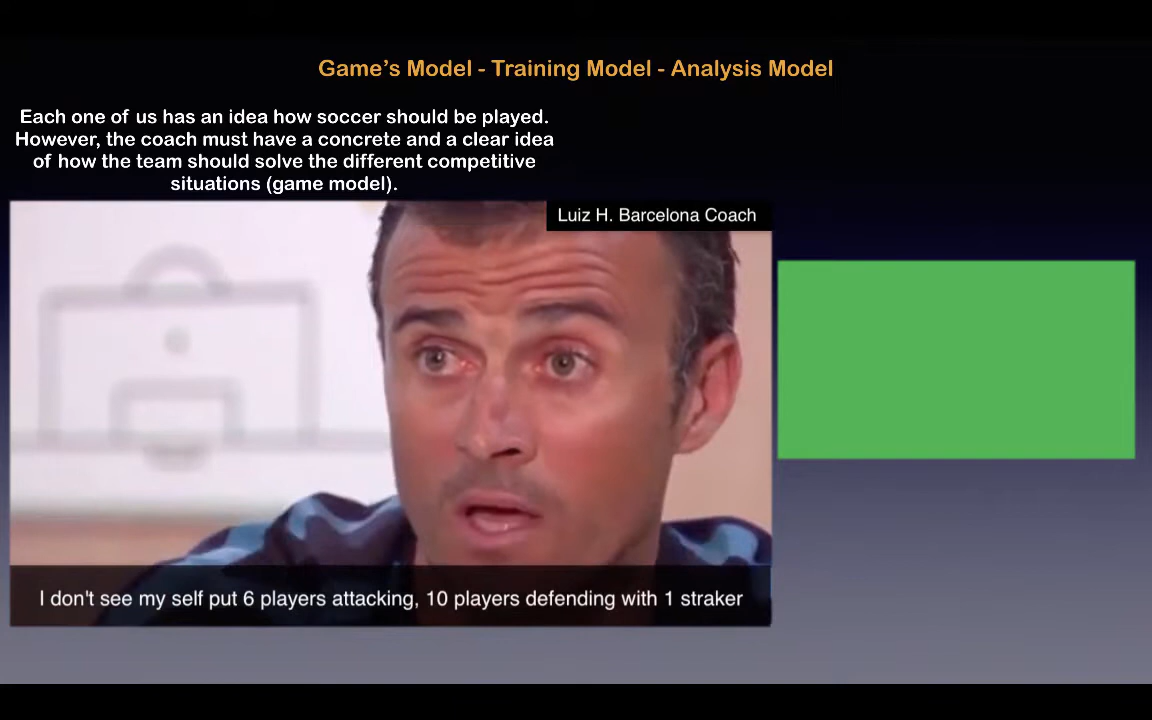 Game's Model - Training Model - Analysis Model
Each one of us has an idea how soccer should be played.
However, the coach must have a concrete and a clear idea
of how the team should solve the different competitive
situations (game model).
Luiz H. Barcelona Coach
I don't see my self put 6 players attacking, 10 players defending with 1 straker